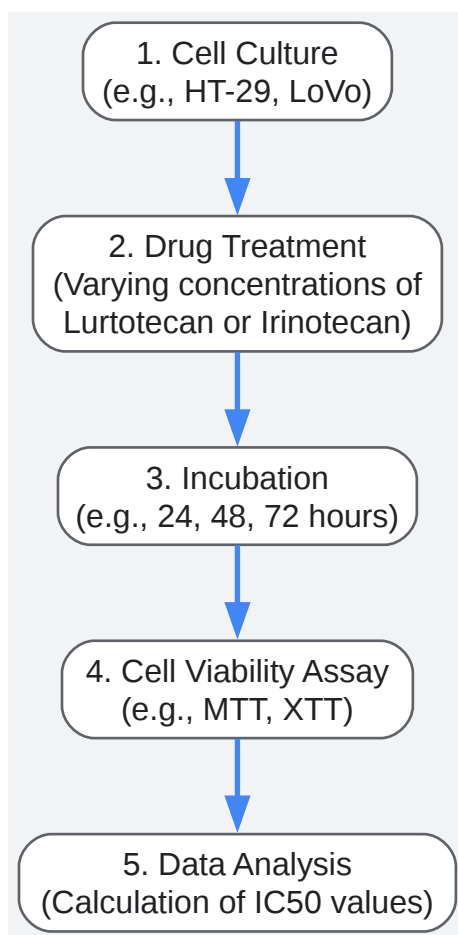 1. Cell Culture
(e.g., HT-29, LoVo)
2. Drug Treatment
(Varying concentrations of
Lurtotecan or Irinotecan)
3. Incubation
(e.g., 24, 48, 72 hours)
4. Cell Viability Assay
(e.g., MTT, XTT)
5. Data Analysis
(Calculation of IC50 values)